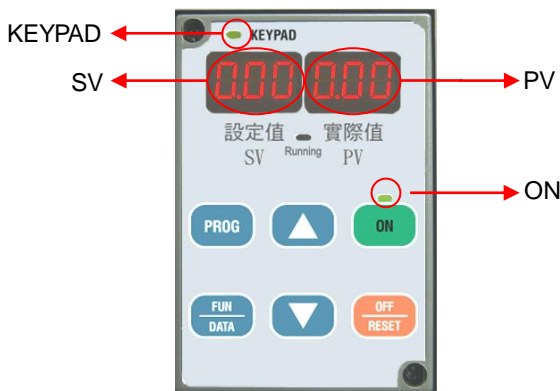 KEYPAD
KEYPAD
SV
0.00 0.00
PV
設定值 實際值
SV Running PV
ON
PROG
ON
FUN
DATA
OFF
RESET